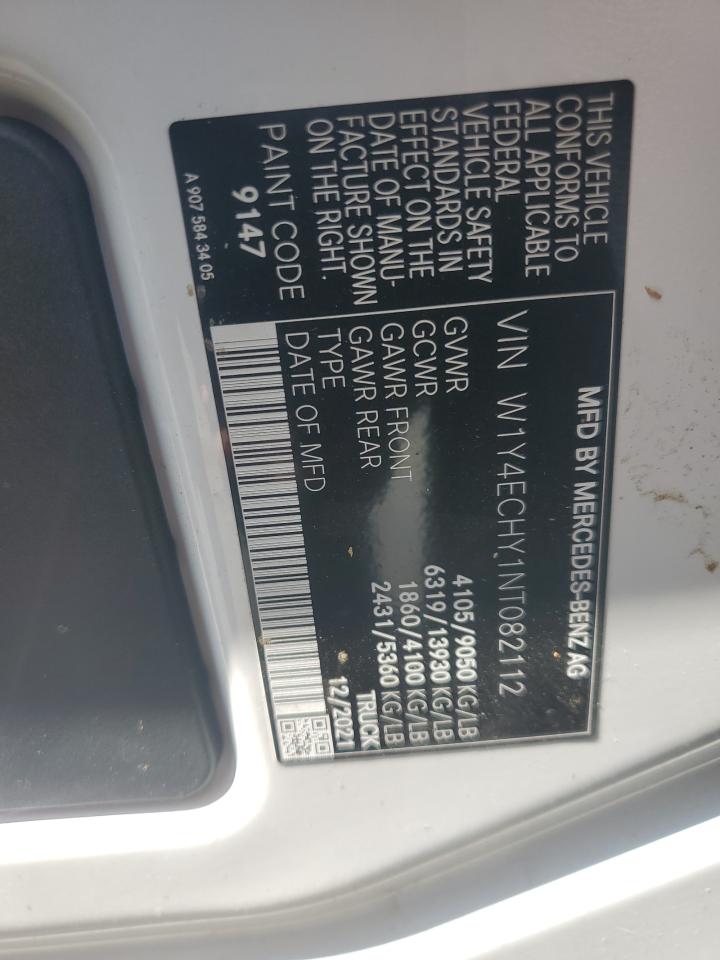 MFD BY MERCEDES-BENZ AG
VIN W1Y4ECHY1NT082112
THIS VEHICLE
CONFORMS TO
ALL APPLICABLE
FEDERAL
VEHICLE SAFETY
STANDARDS IN
EFFECT ON THE
DATE OF MANU-
FACTURE SHOWN
ON THE RIGHT.
PAINT CODE
9147
GVWR 4105/9050 KG/LB
GCWR 6319/13930 KG/LB
GAWR FRONT 1860/4100 KG/LB
GAWR REAR 2431/5360 KG/LB
TYPE TRUCK
DATE OF MFD 12/2021
A 907 584 34 05